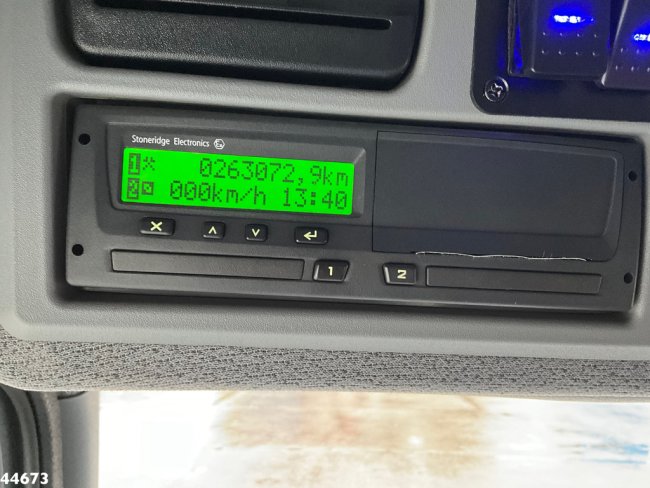 Stoneridge Electronics
1 0263072,9km
2 000km/h 13:40
1 2
44673